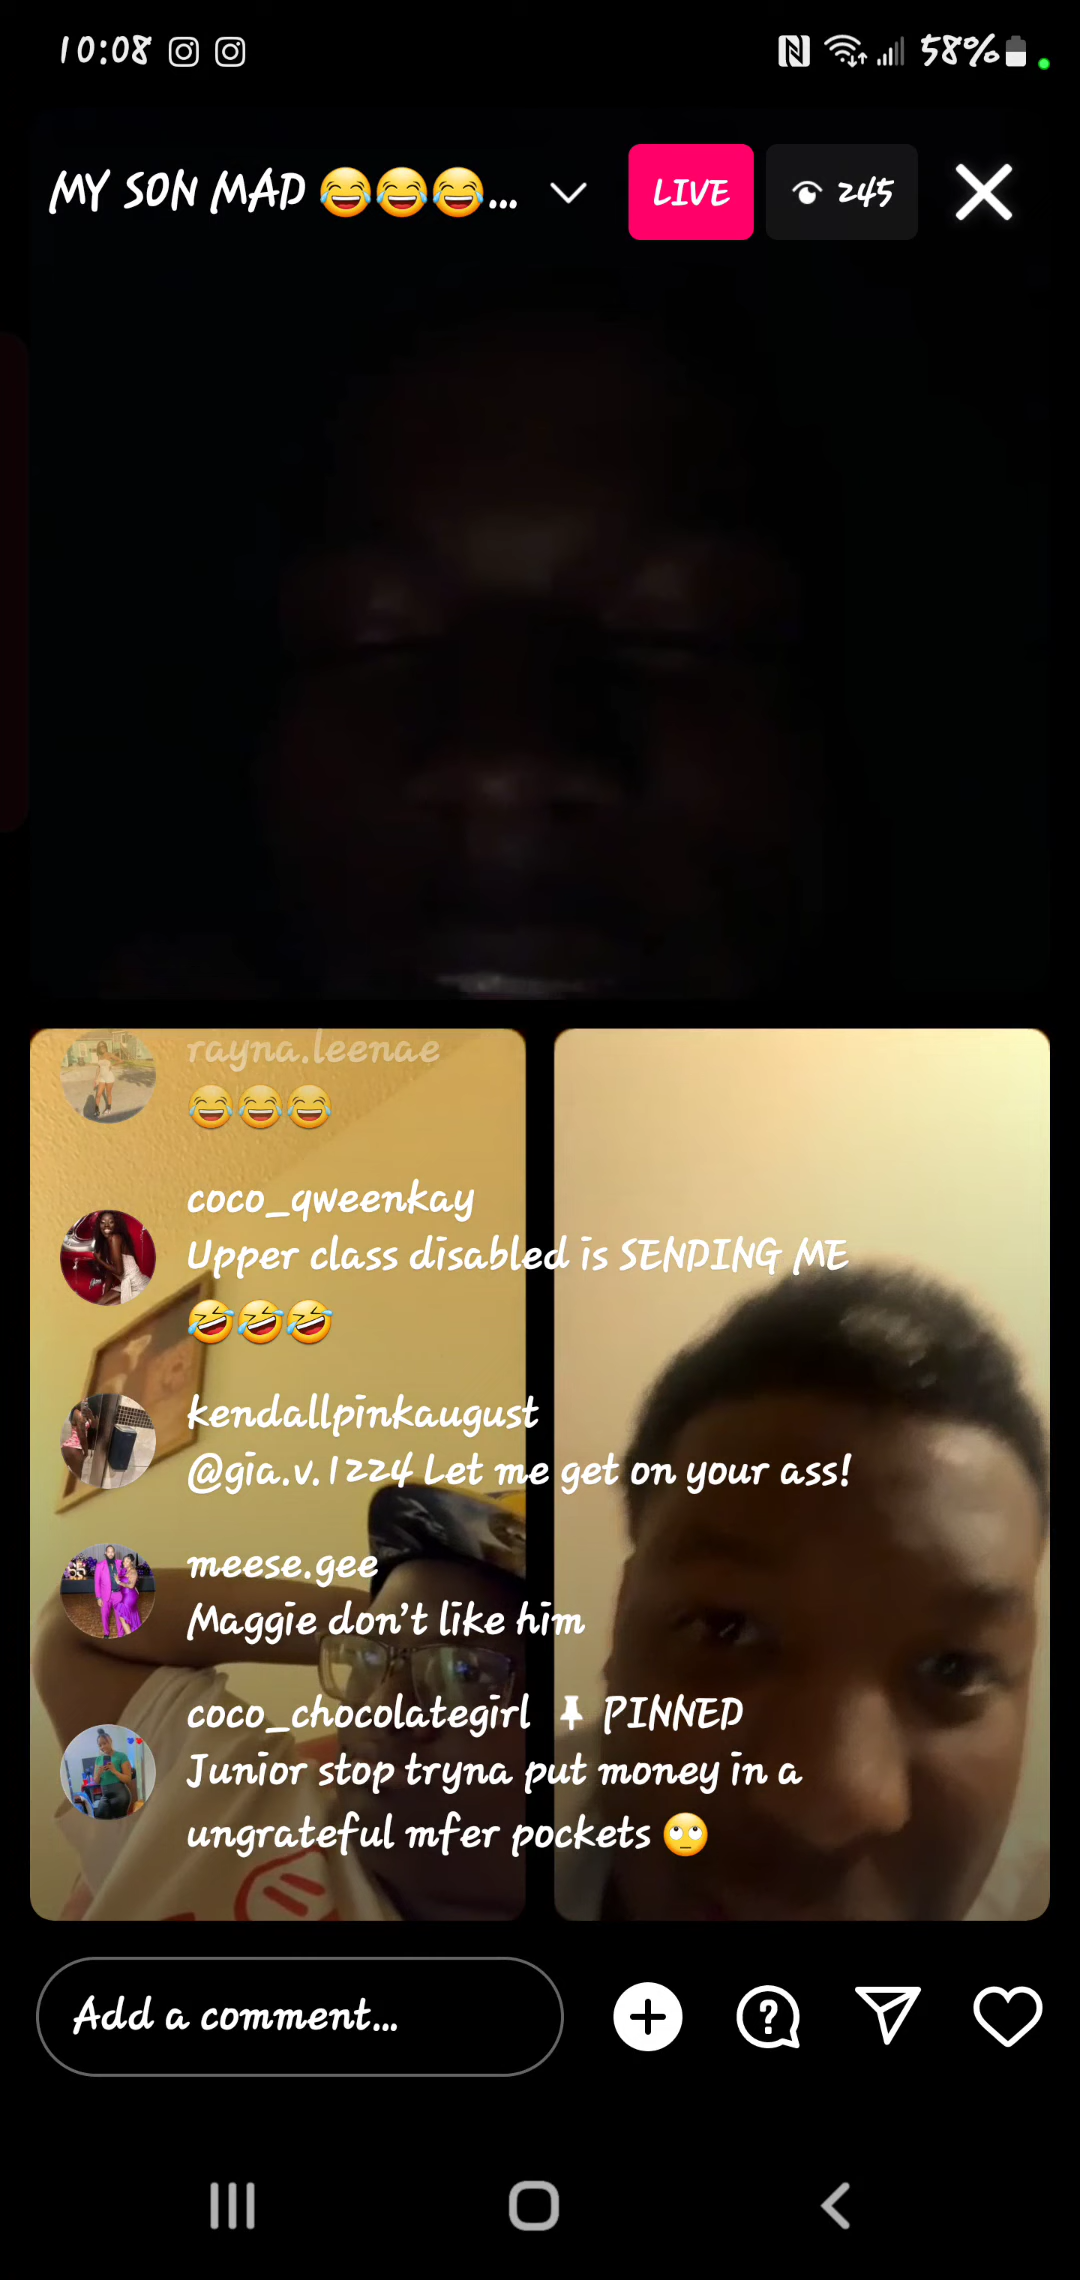 10:08 58%
MY SON MAD 😂😂😂... LIVE 245
rayna.leenae
😂😂😂
coco_qweenkay
Upper class disabled is SENDING ME
🤣🤣🤣
kendallpinkaugust
@gia.v.1224 Let me get on your ass!
meese.gee
Maggie don't like him
coco_chocolategirl PINNED
Junior stop tryna put money in a
ungrateful mfer pockets 🙄
Add a comment...